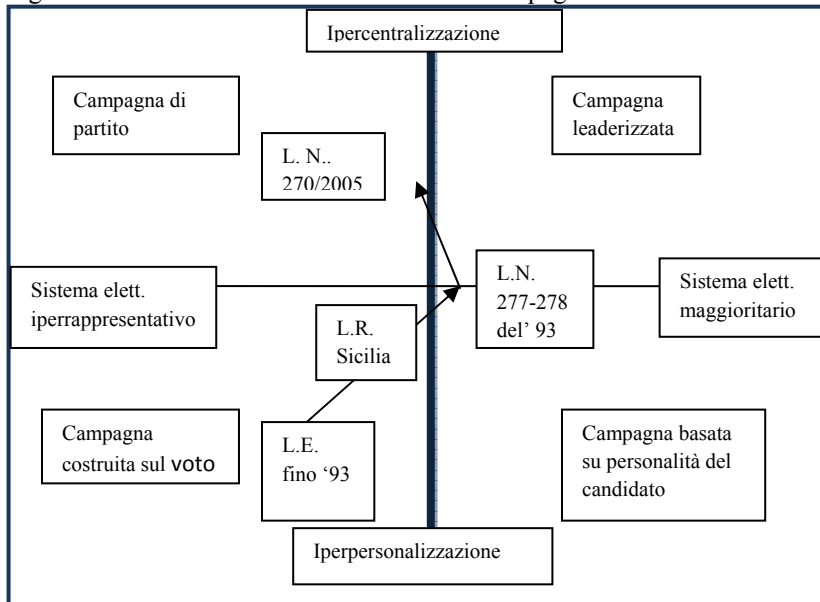 Ipercentralizzazione
Campagna di
partito
Campagna
leaderizzata
L. N..
270/2005
L.N.
277-278
del’ 93
Sistema elett.
iperrappresentativo
Sistema elett.
maggioritario
L.R.
Sicilia
Campagna
costruita sul voto
L.E.
fino ‘93
Campagna basata
su personalità del
candidato
Iperpersonalizzazione